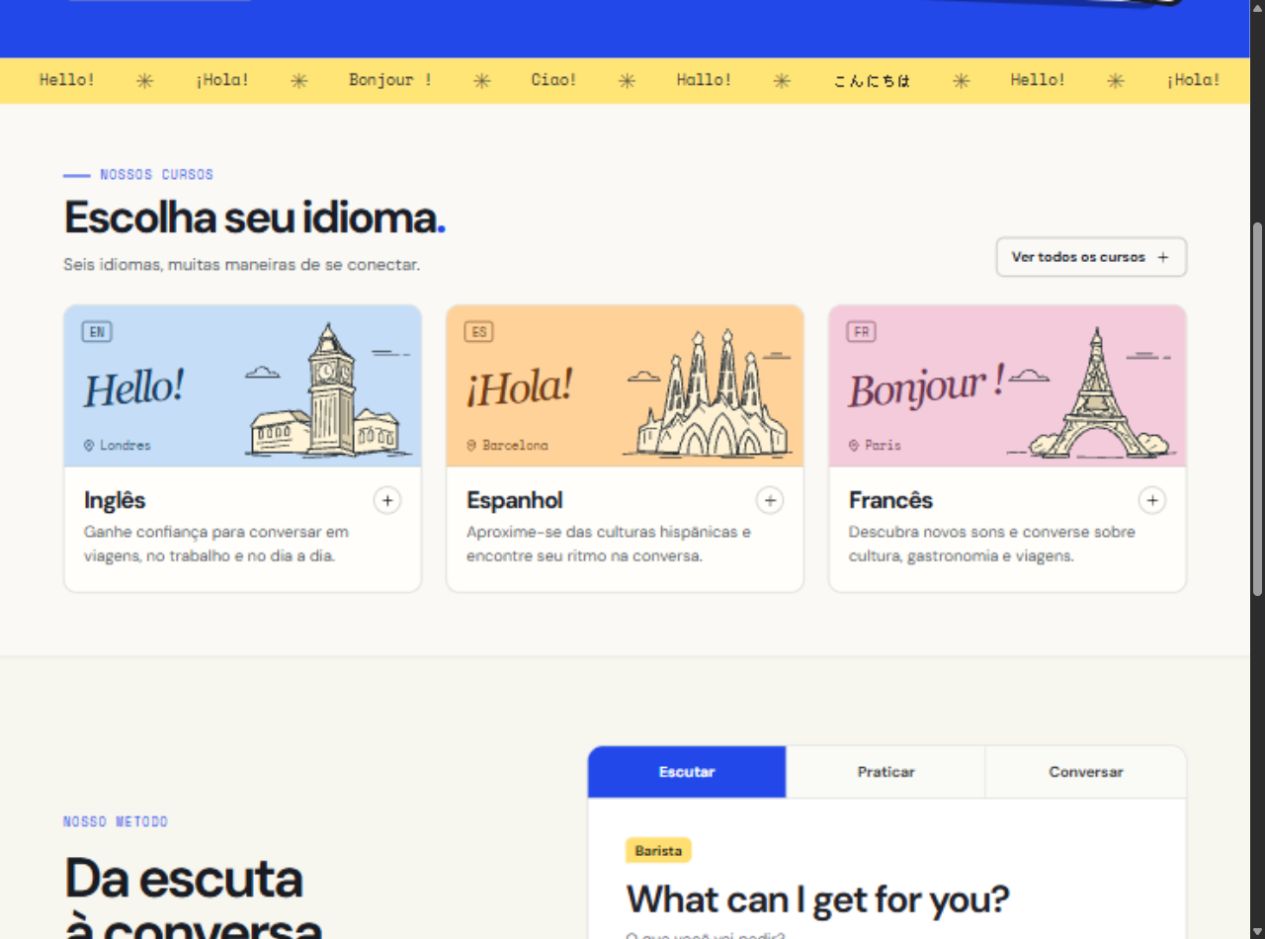 Hello! ✳ ¡Hola! ✳ Bonjour ! ✳ Ciao! ✳ Hallo! ✳ こんにちは ✳ Hello! ✳ ¡Hola!
NOSSOS CURSOS
Escolha seu idioma.
Seis idiomas, muitas maneiras de se conectar.
Ver todos os cursos +
EN
Hello!
Londres
Inglês
Ganhe confiança para conversar em
viagens, no trabalho e no dia a dia.
ES
¡Hola!
Barcelona
Espanhol
Aproxime-se das culturas hispânicas e
encontre seu ritmo na conversa.
FR
Bonjour !
Paris
Francês
Descubra novos sons e converse sobre
cultura, gastronomia e viagens.
NOSSO METODO
Da escuta
à conversa
Escutar
Praticar
Conversar
Barista
What can I get for you?
O que você vai pedir?